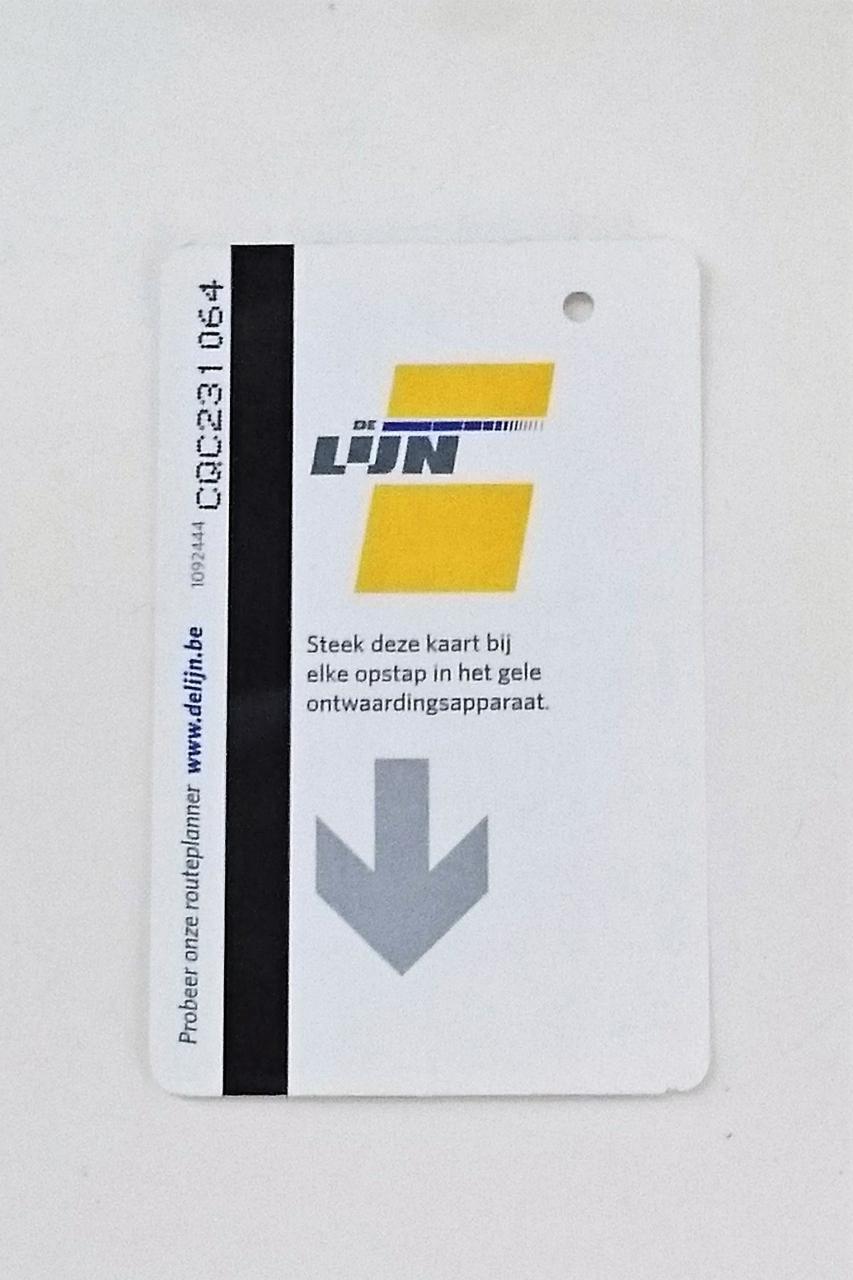 DE
LIJN
Steek deze kaart bij
elke opstap in het gele
ontwaardingsapparaat.
Probeer onze routeplanner www.delijn.be 1092444 CQC231 064